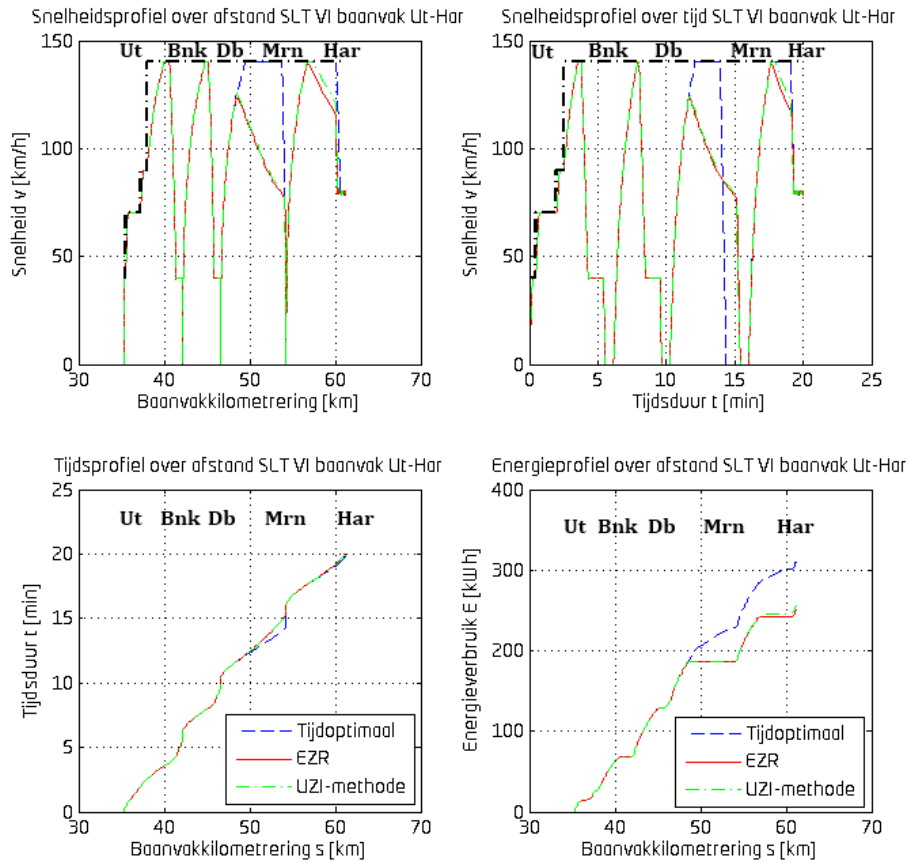 Snelheidsprofiel over afstand SLT VI baanvak Ut-Har
Snelheid v [km/h]
150
100
50
0
Ut Bnk Db Mrn Har
30 40 50 60 70
Baanvakkilometrering [km]
Snelheidsprofiel over tijd SLT VI baanvak Ut-Har
Snelheid v [km/h]
150
100
50
0
Ut Bnk Db Mrn Har
0 5 10 15 20 25
Tijdsduur t [min]
Tijdsprofiel over afstand SLT VI baanvak Ut-Har
Tijdsduur t [min]
25
20
15
10
5
0
Ut Bnk Db Mrn Har
Tijdoptimaal
EZR
UZI-methode
30 40 50 60 70
Baanvakkilometrering s [km]
Energieprofiel over afstand SLT VI baanvak Ut-Har
Energieverbruik E [kWh]
400
300
200
100
0
Ut Bnk Db Mrn Har
Tijdoptimaal
EZR
UZI-methode
30 40 50 60 70
Baanvakkilometrering s [km]